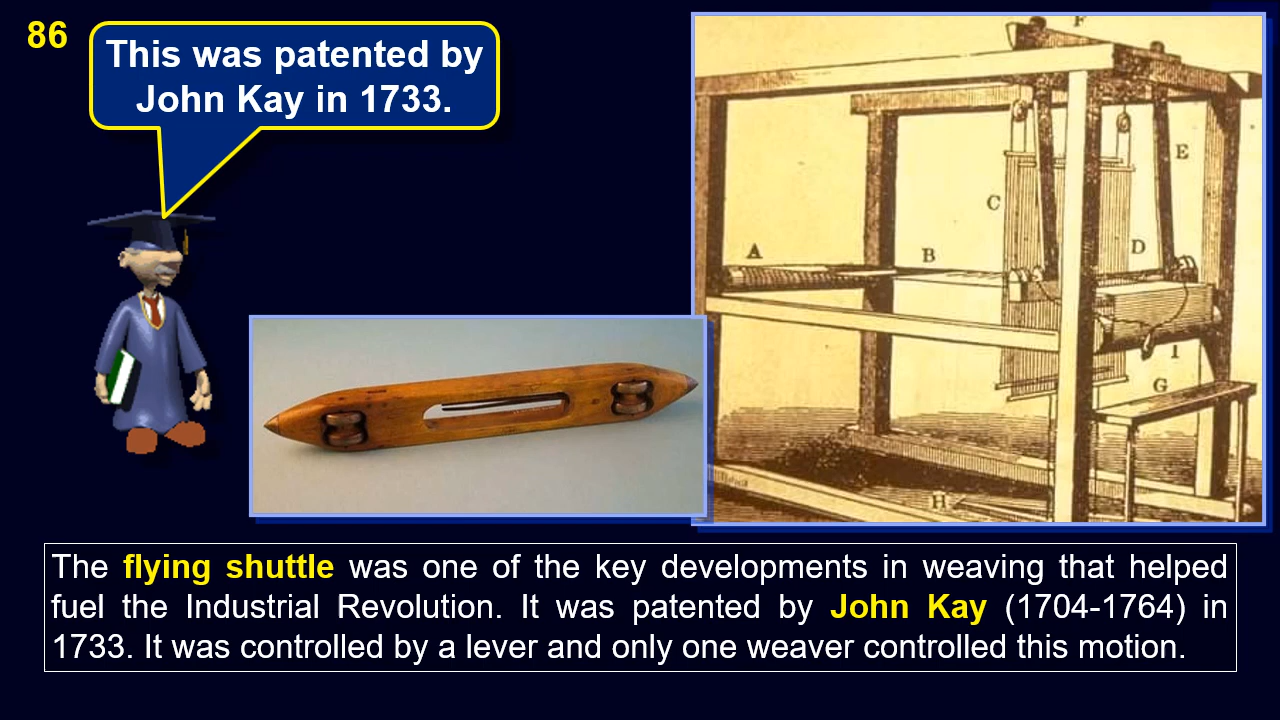 86
This was patented by
John Kay in 1733.
F
E
C
A
B
D
I
G
H
The flying shuttle was one of the key developments in weaving that helped
fuel the Industrial Revolution. It was patented by John Kay (1704-1764) in
1733. It was controlled by a lever and only one weaver controlled this motion.